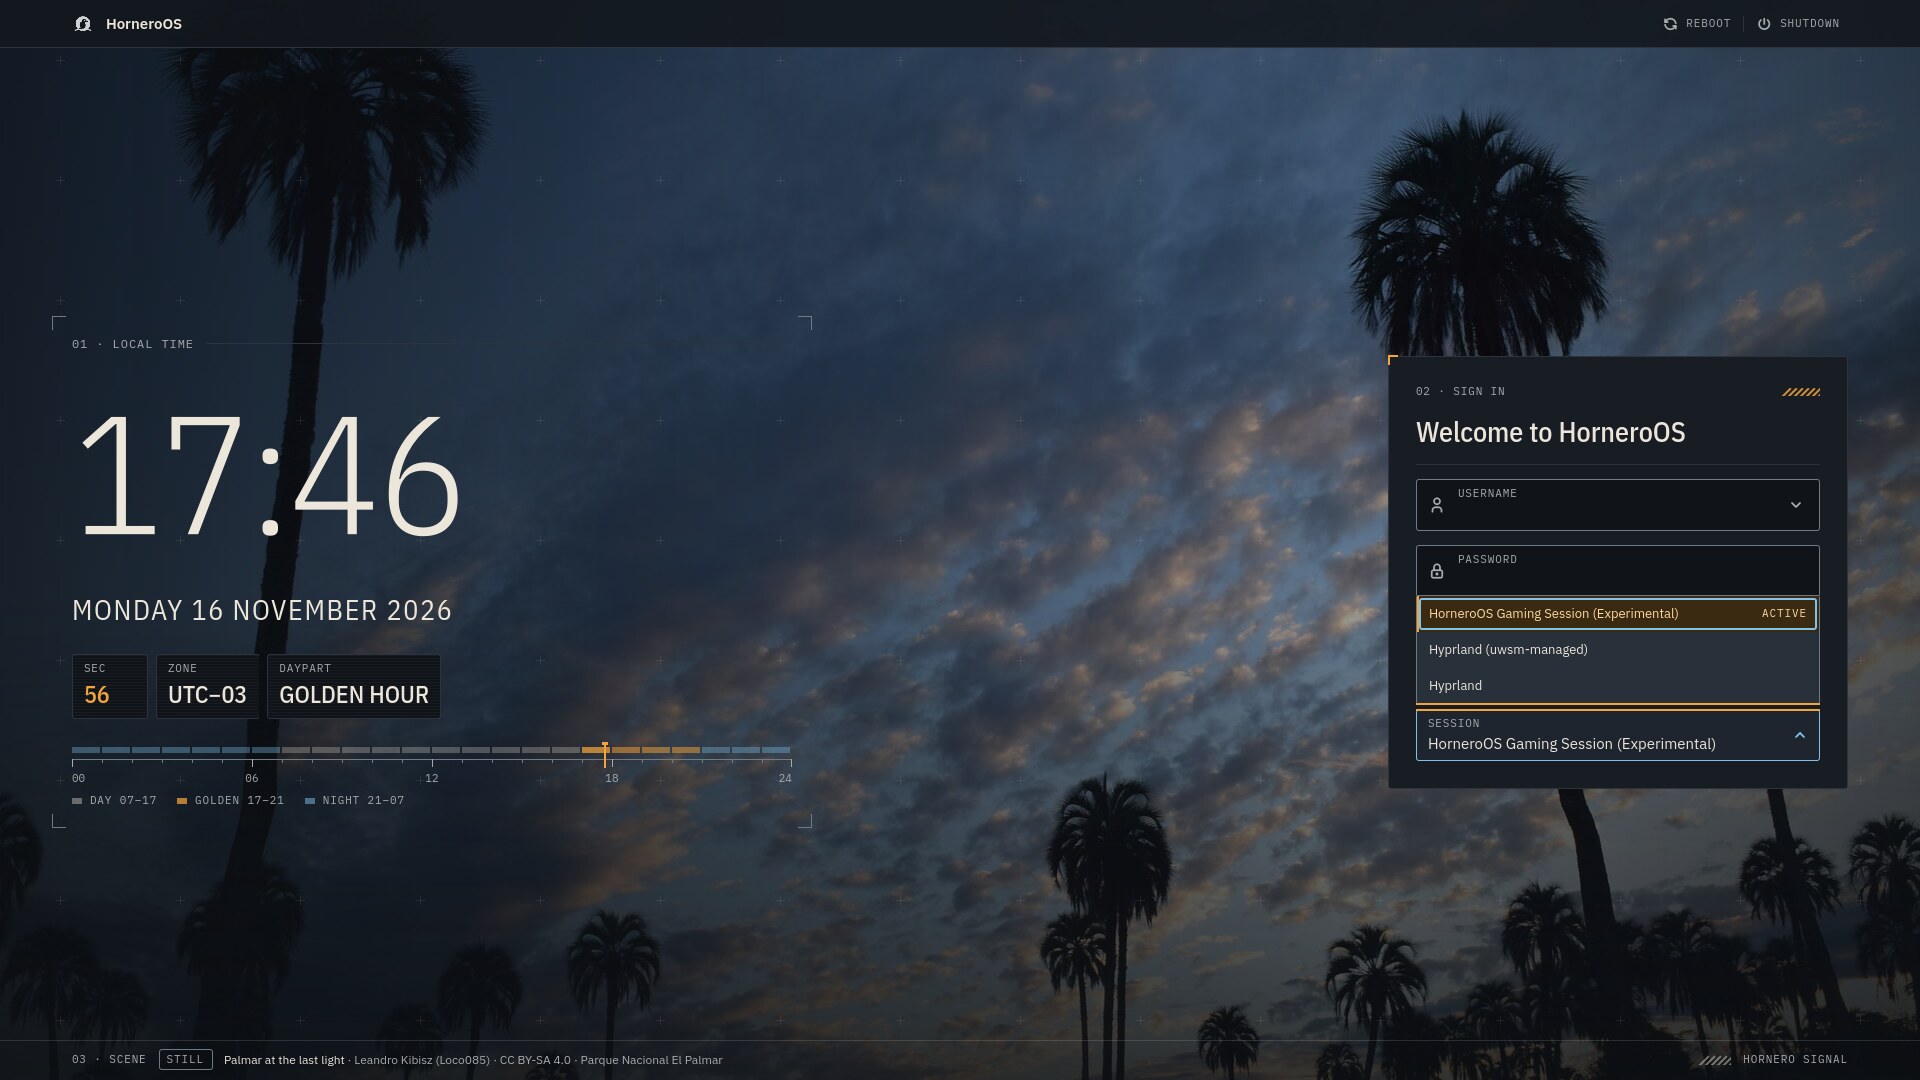 HorneroOS
REBOOT
SHUTDOWN
01 · LOCAL TIME
17:46
MONDAY 16 NOVEMBER 2026
SEC
56
ZONE
UTC−03
DAYPART
GOLDEN HOUR
00 06 12 18 24
DAY 07–17 GOLDEN 17–21 NIGHT 21–07
02 · SIGN IN
Welcome to HorneroOS
USERNAME
PASSWORD
HorneroOS Gaming Session (Experimental) ACTIVE
Hyprland (uwsm-managed)
Hyprland
SESSION
HorneroOS Gaming Session (Experimental)
03 · SCENE STILL Palmar at the last light · Leandro Kibisz (Loco085) · CC BY-SA 4.0 · Parque Nacional El Palmar
HORNERO SIGNAL